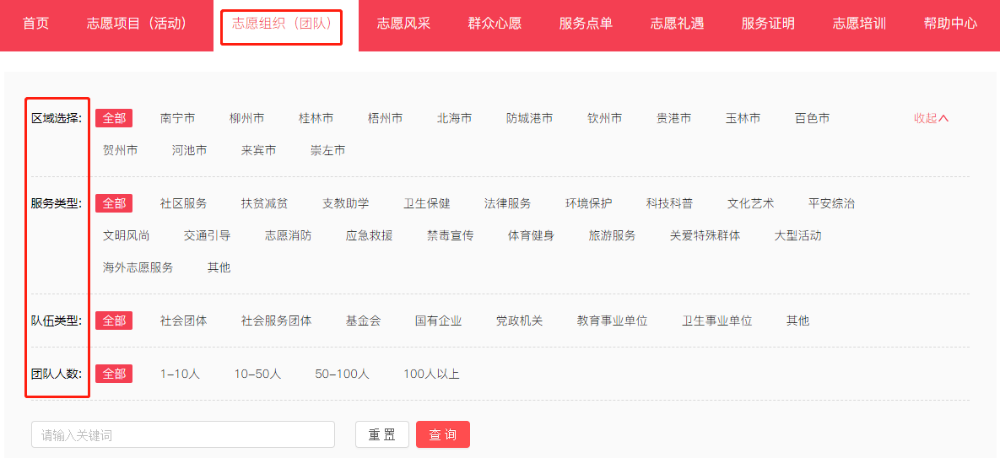 首页 志愿项目（活动） 志愿组织（团队） 志愿风采 群众心愿 服务点单 志愿礼遇 服务证明 志愿培训 帮助中心
区域选择: 全部 南宁市 柳州市 桂林市 梧州市 北海市 防城港市 钦州市 贵港市 玉林市 百色市 收起
贺州市 河池市 来宾市 崇左市
服务类型: 全部 社区服务 扶贫减贫 支教助学 卫生保健 法律服务 环境保护 科技科普 文化艺术 平安综治
文明风尚 交通引导 志愿消防 应急救援 禁毒宣传 体育健身 旅游服务 关爱特殊群体 大型活动
海外志愿服务 其他
队伍类型: 全部 社会团体 社会服务团体 基金会 国有企业 党政机关 教育事业单位 卫生事业单位 其他
团队人数: 全部 1-10人 10-50人 50-100人 100人以上
请输入关键词 重置 查询